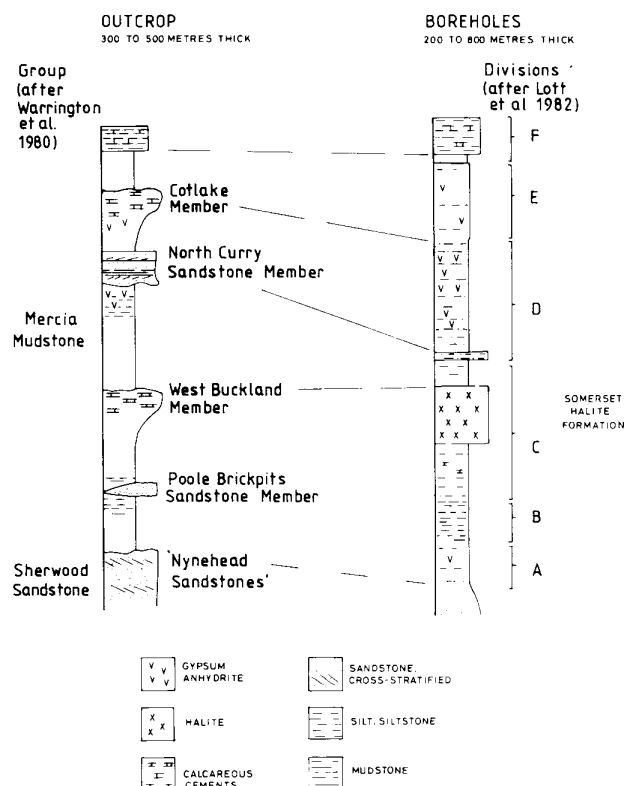 OUTCROP
300 TO 500 METRES THICK
BOREHOLES
200 TO 800 METRES THICK
Group
(after
Warrington
et al.
1980)
Divisions '
(after Lott
et al 1982)
Cotlake
Member
North Curry
Sandstone Member
Mercia
Mudstone
West Buckland
Member
Poole Brickpits
Sandstone Member
Sherwood
Sandstone
'Nynehead
Sandstones'
F
E
D
C
B
A
SOMERSET
HALITE
FORMATION
GYPSUM
ANHYDRITE
SANDSTONE,
CROSS-STRATIFIED
HALITE
SILT, SILTSTONE
CALCAREOUS
CEMENTS
MUDSTONE